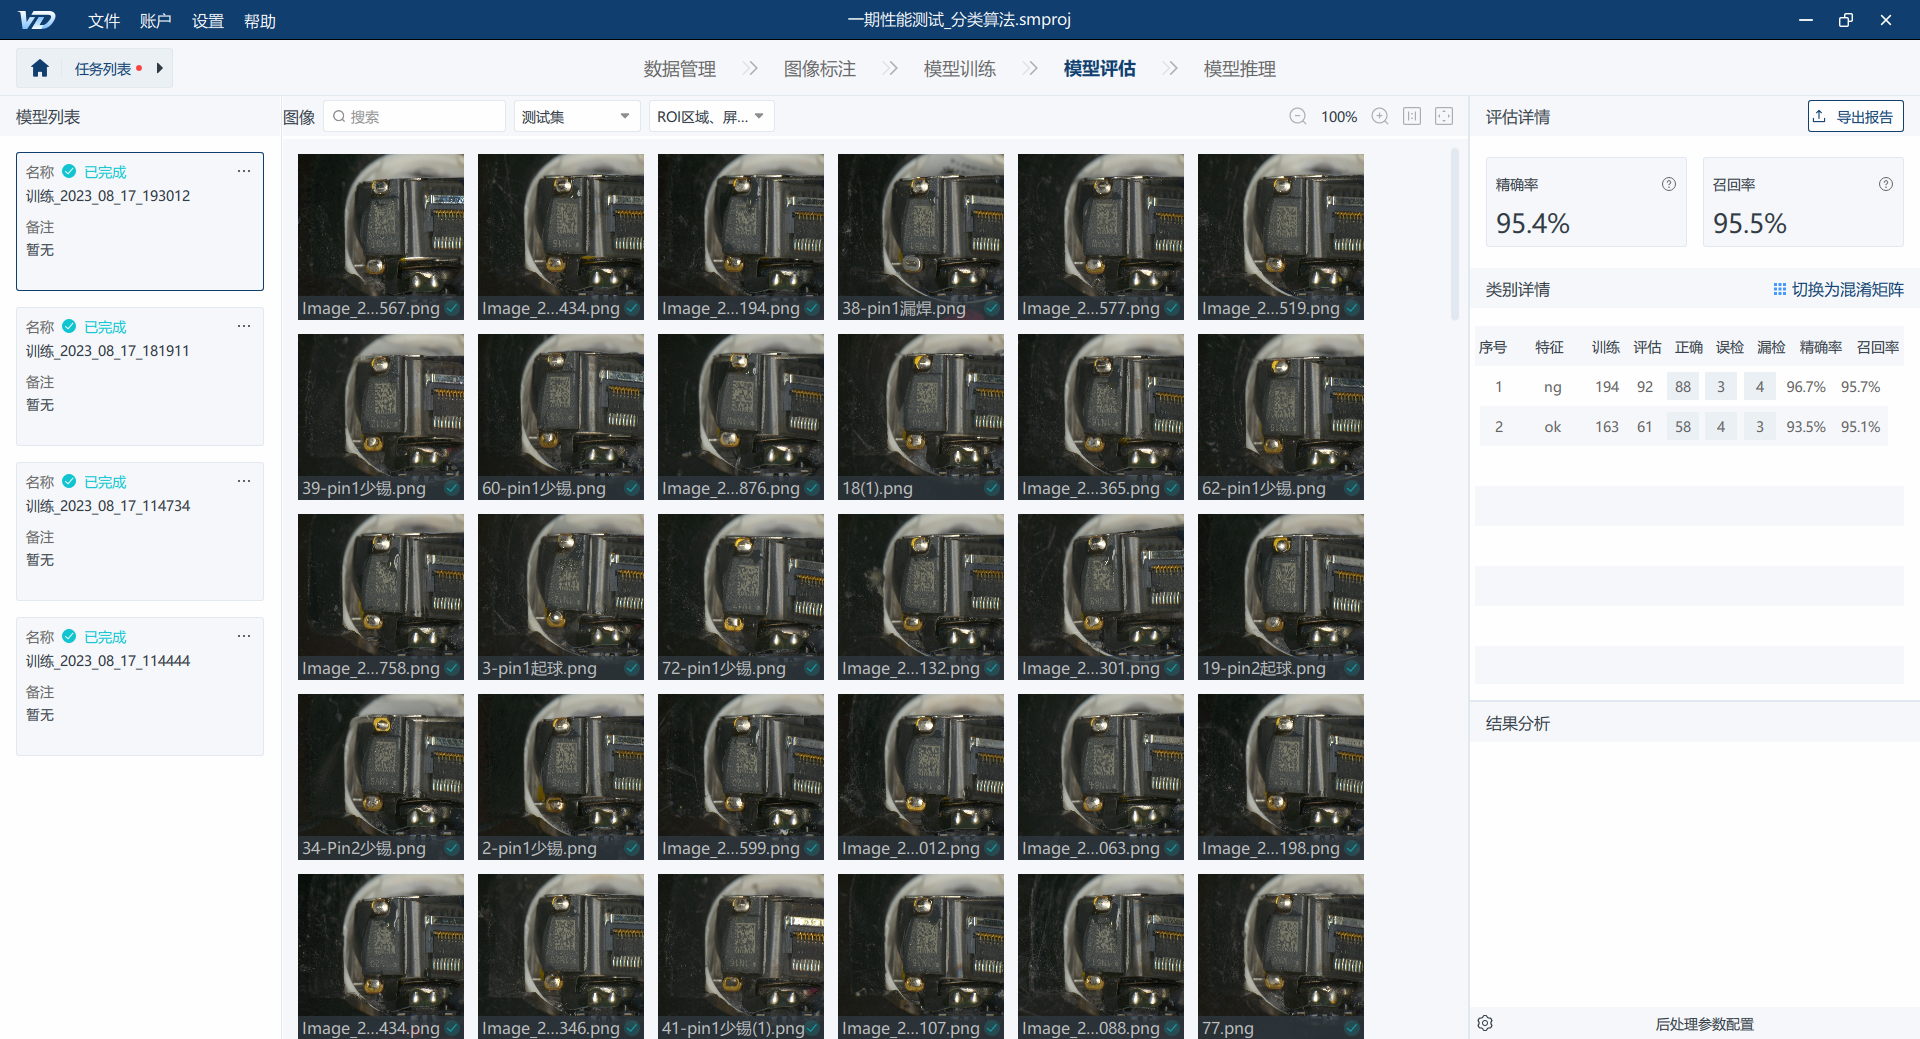 VD 文件 账户 设置 帮助 一期性能测试_分类算法.smproj
任务列表 数据管理 图像标注 模型训练 模型评估 模型推理
模型列表
名称 已完成
训练_2023_08_17_193012
备注
暂无
名称 已完成
训练_2023_08_17_181911
备注
暂无
名称 已完成
训练_2023_08_17_114734
备注
暂无
名称 已完成
训练_2023_08_17_114444
备注
暂无
图像 搜索 测试集 ROI区域、屏... 100%
Image_2...567.png Image_2...434.png Image_2...194.png 38-pin1漏焊.png Image_2...577.png Image_2...519.png
39-pin1少锡.png 60-pin1少锡.png Image_2...876.png 18(1).png Image_2...365.png 62-pin1少锡.png
Image_2...758.png 3-pin1起球.png 72-pin1少锡.png Image_2...132.png Image_2...301.png 19-pin2起球.png
34-Pin2少锡.png 2-pin1少锡.png Image_2...599.png Image_2...012.png Image_2...063.png Image_2...198.png
Image_2...434.png Image_2...346.png 41-pin1少锡(1).png Image_2...107.png Image_2...088.png 77.png
评估详情 导出报告
精确率 召回率
95.4% 95.5%
类别详情 切换为混淆矩阵
序号 特征 训练 评估 正确 误检 漏检 精确率 召回率
1 ng 194 92 88 3 4 96.7% 95.7%
2 ok 163 61 58 4 3 93.5% 95.1%
结果分析
后处理参数配置